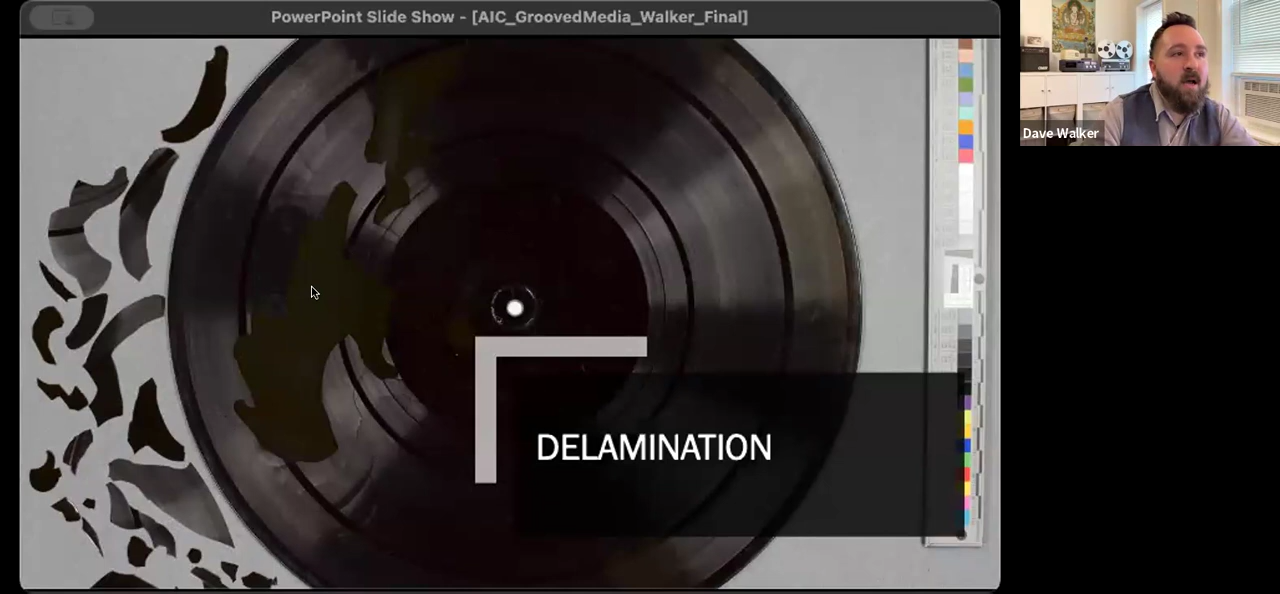 PowerPoint Slide Show - [AIC_GroovedMedia_Walker_Final]
Dave Walker
DELAMINATION